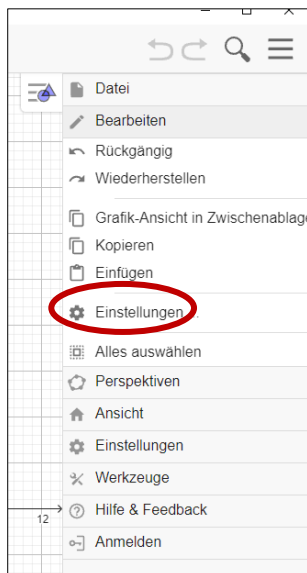 Datei
Bearbeiten
Rückgängig
Wiederherstellen
Grafik-Ansicht in Zwischenablage
Kopieren
Einfügen
Einstellungen ...
Alles auswählen
Perspektiven
Ansicht
Einstellungen
Werkzeuge
12
Hilfe & Feedback
Anmelden